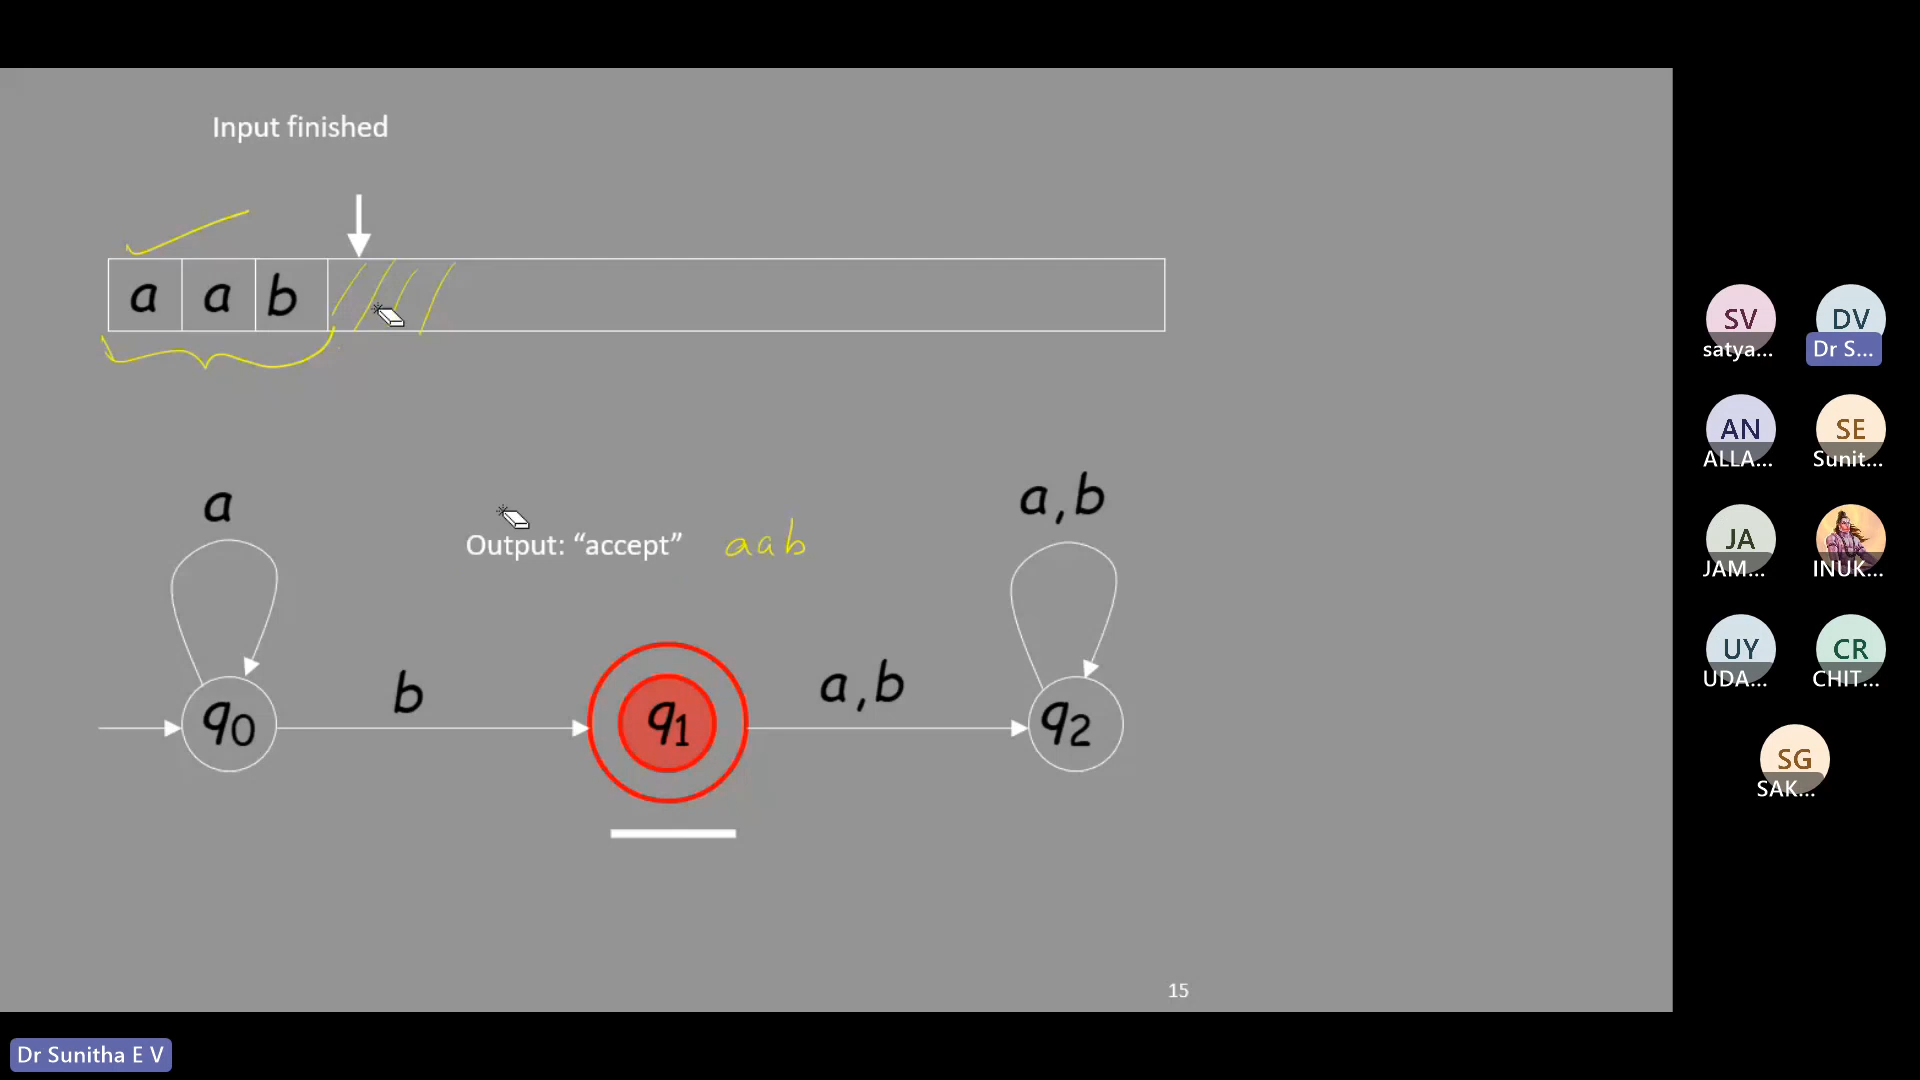 Input finished
a a b
a
a,b
Output: “accept” aab
b
a,b
q0
q1
q2
15
SV
satya...
DV
Dr S...
AN
ALLA...
SE
Sunit...
JA
JAM...
INUK...
UY
UDA...
CR
CHIT...
SG
SAK...
Dr Sunitha E V